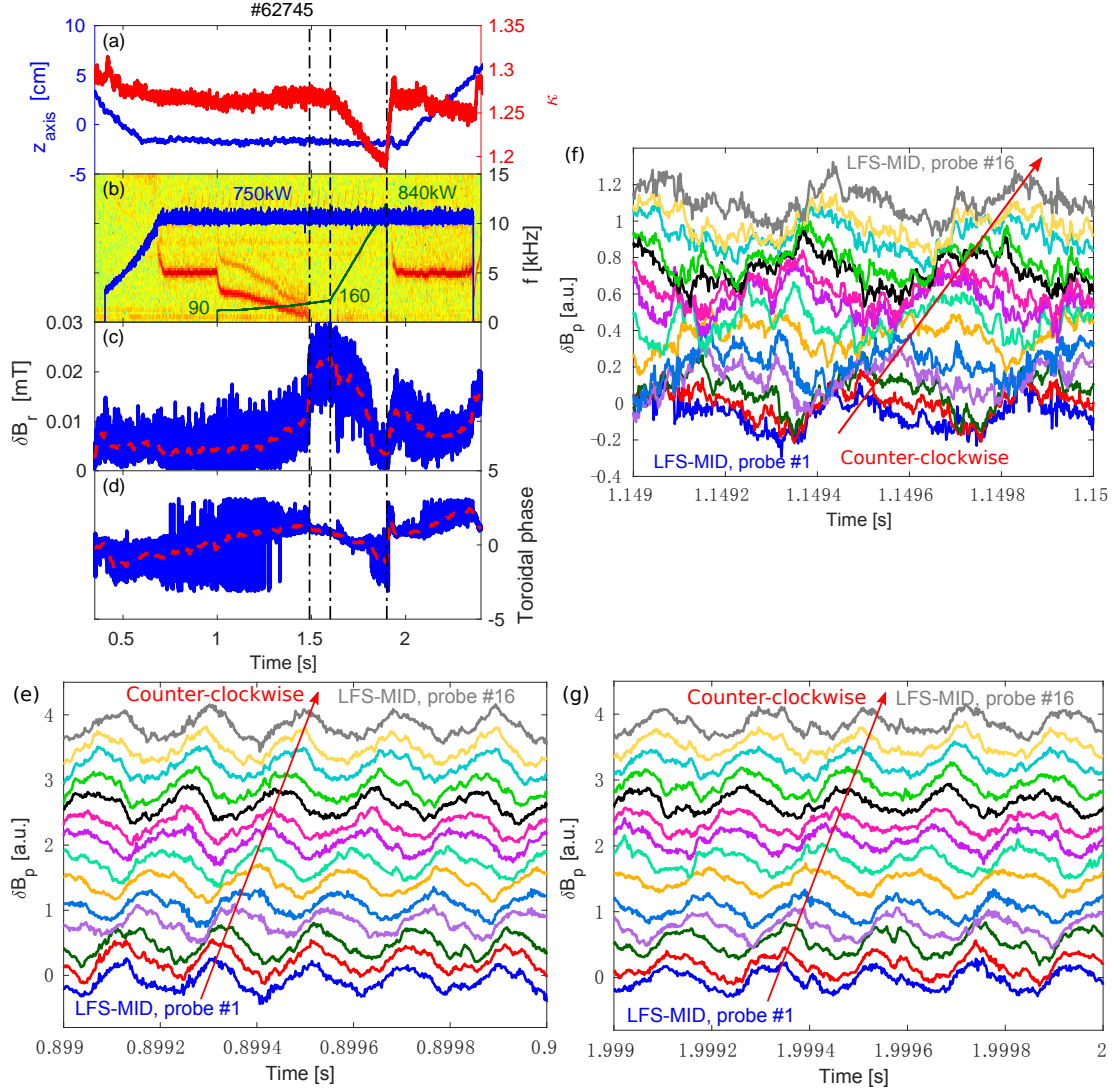 #62745
(a)
10
5
0
-5
z_axis [cm]
1.3
1.25
1.2
κ
(b)
750kW
840kW
90
160
15
10
5
0
f [kHz]
(c)
0.03
0.02
0.01
0
δB_r [mT]
(d)
5
0
-5
Toroidal phase
0.5 1 1.5 2
Time [s]
(f)
LFS-MID, probe #16
1.2
1
0.8
0.6
0.4
0.2
0
-0.2
-0.4
δB_p [a.u.]
LFS-MID, probe #1
Counter-clockwise
1.149 1.1492 1.1494 1.1496 1.1498 1.15
Time [s]
(e)
Counter-clockwise
LFS-MID, probe #16
4
3
2
1
0
δB_p [a.u.]
LFS-MID, probe #1
0.899 0.8992 0.8994 0.8996 0.8998 0.9
Time [s]
(g)
Counter-clockwise
LFS-MID, probe #16
4
3
2
1
0
δB_p [a.u.]
LFS-MID, probe #1
1.999 1.9992 1.9994 1.9996 1.9998 2
Time [s]